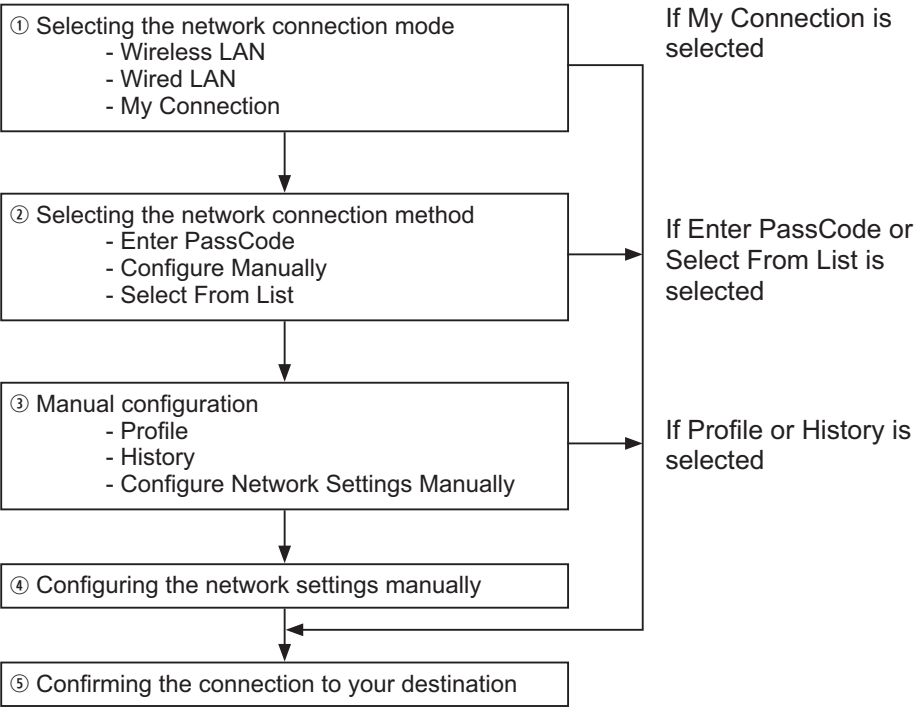 ① Selecting the network connection mode
- Wireless LAN
- Wired LAN
- My Connection
If My Connection is
selected
② Selecting the network connection method
- Enter PassCode
- Configure Manually
- Select From List
If Enter PassCode or
Select From List is
selected
③ Manual configuration
- Profile
- History
- Configure Network Settings Manually
If Profile or History is
selected
④ Configuring the network settings manually
⑤ Confirming the connection to your destination